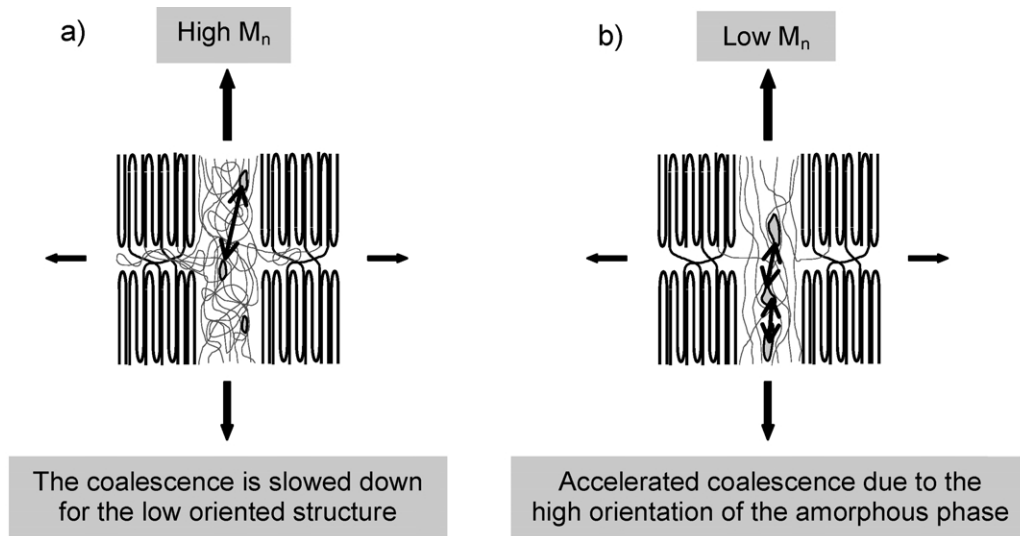 a)
High Mn
b)
Low Mn
The coalescence is slowed down
for the low oriented structure
Accelerated coalescence due to the
high orientation of the amorphous phase